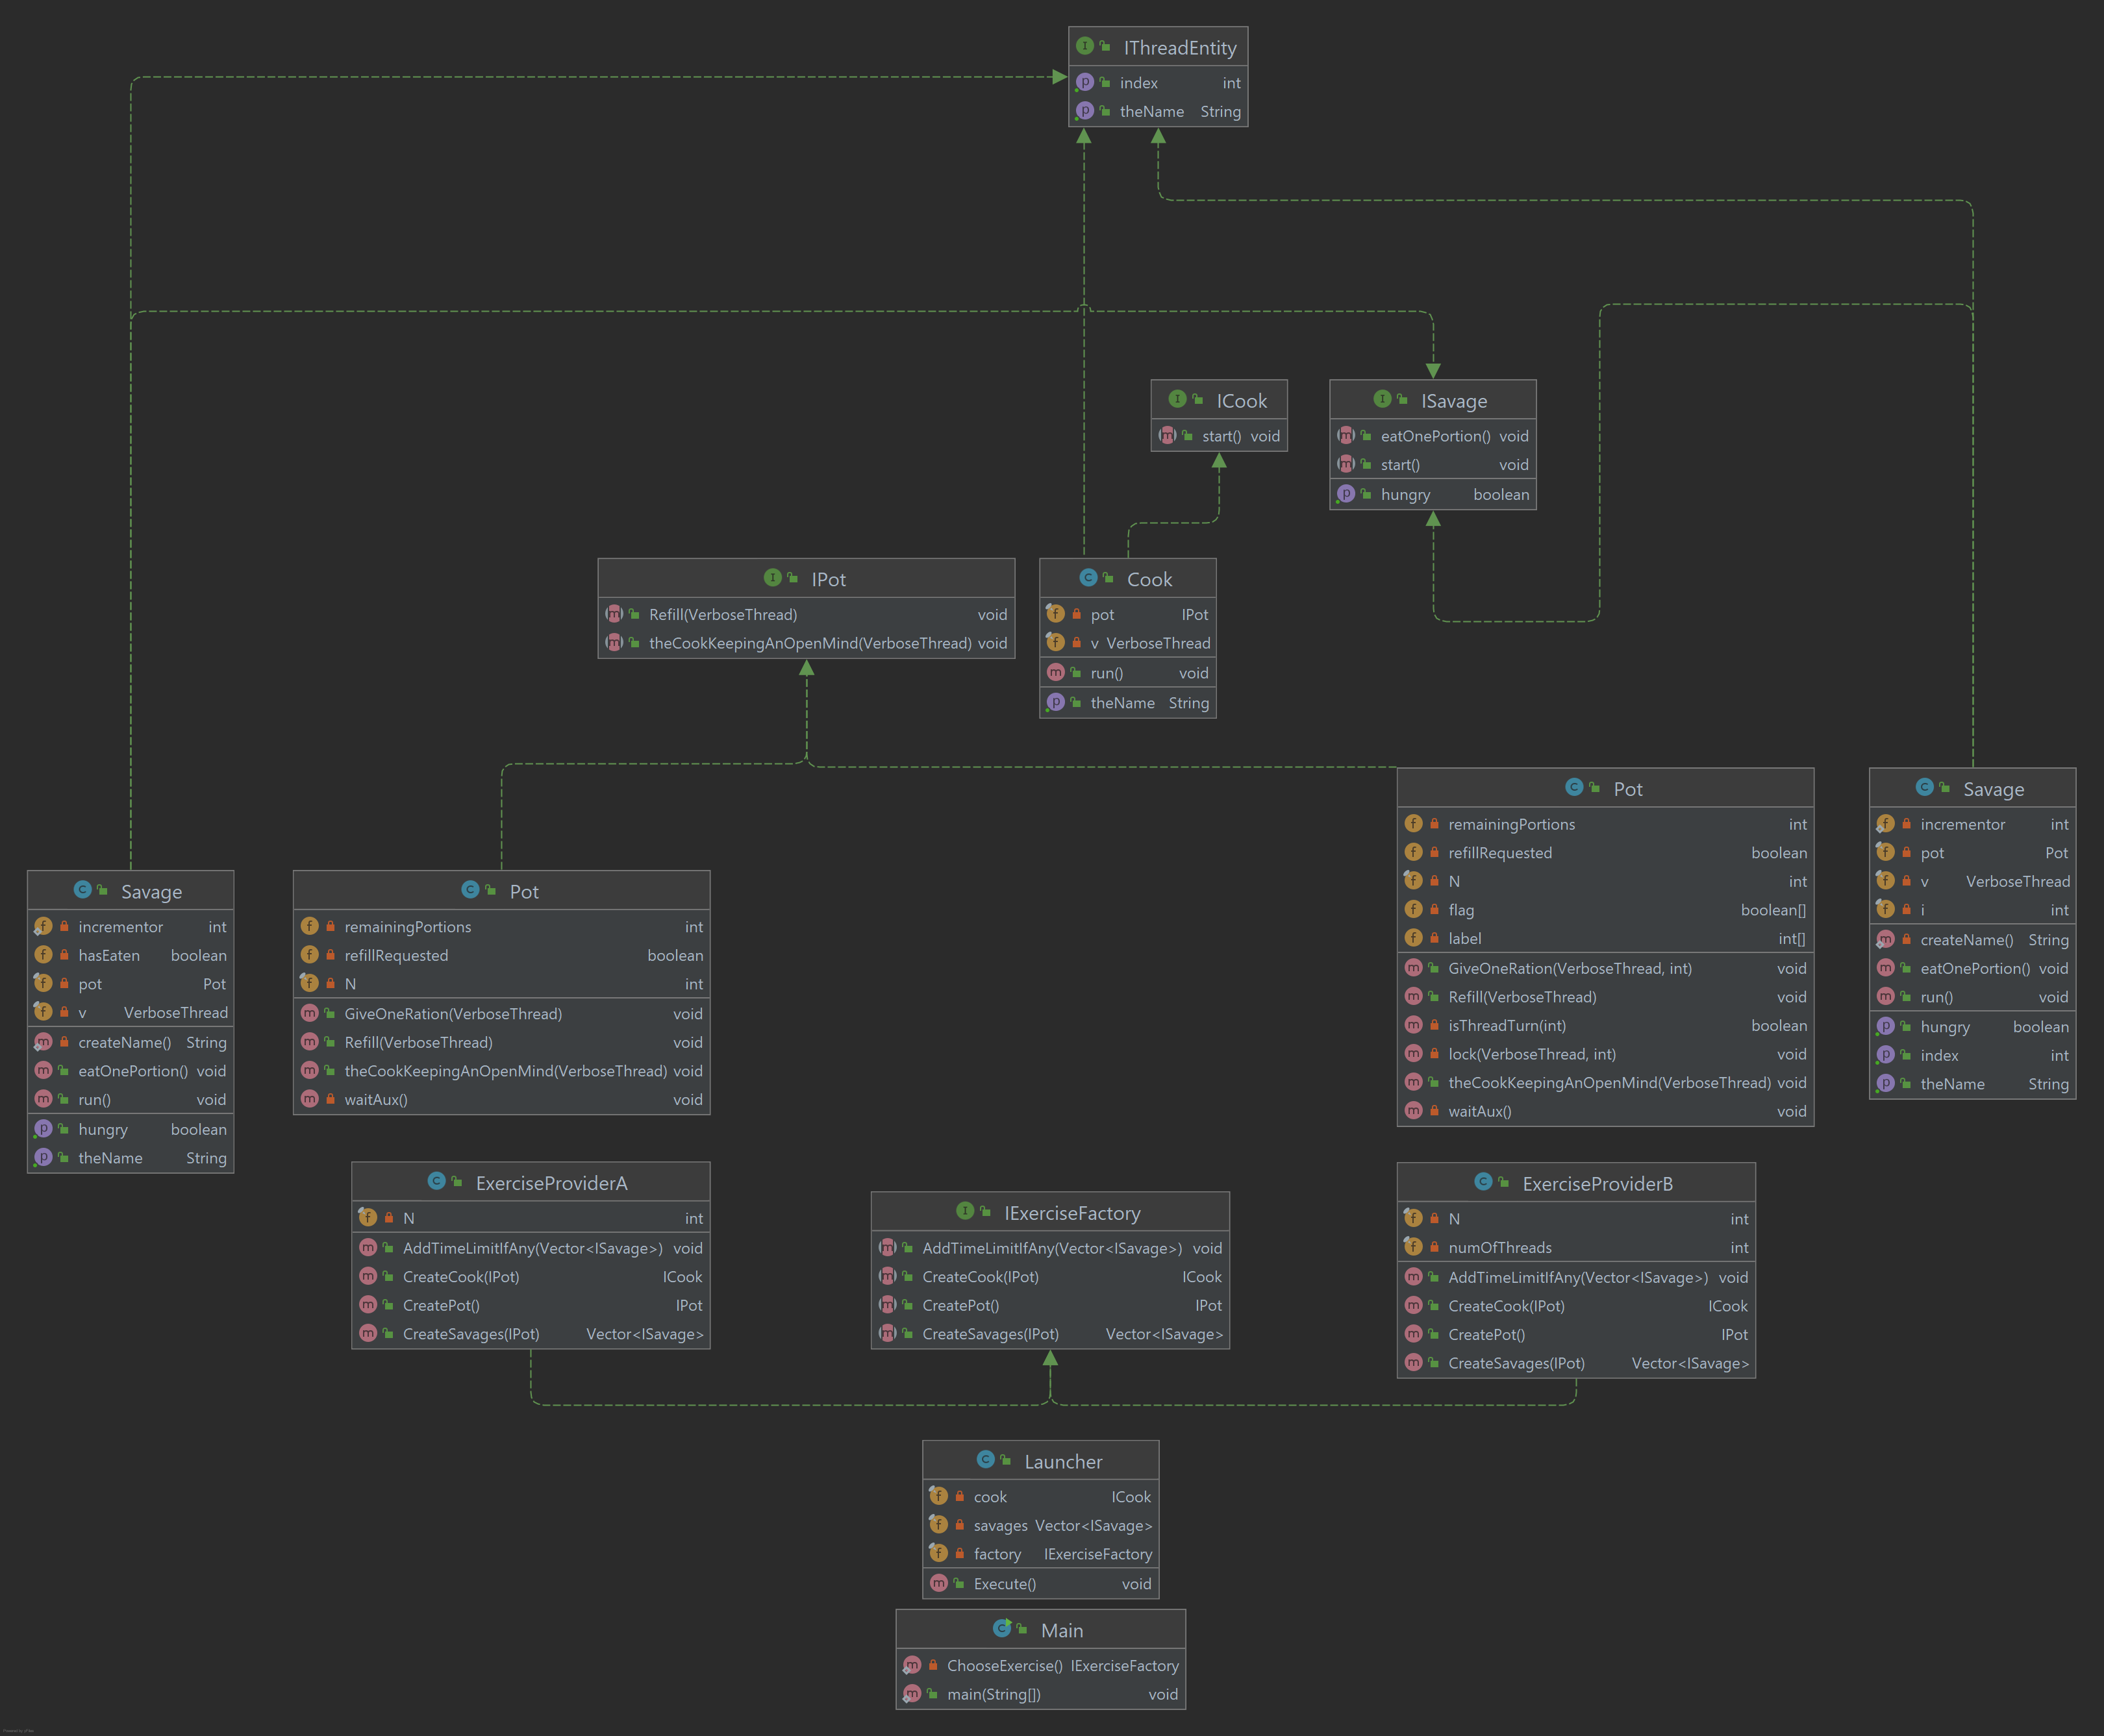 IThreadEntity
index int
theName String
ICook
start() void
ISavage
eatOnePortion() void
start() void
hungry boolean
IPot
Refill(VerboseThread) void
theCookKeepingAnOpenMind(VerboseThread) void
Cook
pot IPot
v VerboseThread
run() void
theName String
Savage
incrementor int
hasEaten boolean
pot Pot
v VerboseThread
createName() String
eatOnePortion() void
run() void
hungry boolean
theName String
Pot
remainingPortions int
refillRequested boolean
N int
GiveOneRation(VerboseThread) void
Refill(VerboseThread) void
theCookKeepingAnOpenMind(VerboseThread) void
waitAux() void
Pot
remainingPortions int
refillRequested boolean
N int
flag boolean[]
label int[]
GiveOneRation(VerboseThread, int) void
Refill(VerboseThread) void
isThreadTurn(int) boolean
lock(VerboseThread, int) void
theCookKeepingAnOpenMind(VerboseThread) void
waitAux() void
Savage
incrementor int
pot Pot
v VerboseThread
i int
createName() String
eatOnePortion() void
run() void
hungry boolean
index int
theName String
ExerciseProviderA
N int
AddTimeLimitIfAny(Vector<ISavage>) void
CreateCook(IPot) ICook
CreatePot() IPot
CreateSavages(IPot) Vector<ISavage>
IExerciseFactory
AddTimeLimitIfAny(Vector<ISavage>) void
CreateCook(IPot) ICook
CreatePot() IPot
CreateSavages(IPot) Vector<ISavage>
ExerciseProviderB
N int
numOfThreads int
AddTimeLimitIfAny(Vector<ISavage>) void
CreateCook(IPot) ICook
CreatePot() IPot
CreateSavages(IPot) Vector<ISavage>
Launcher
cook ICook
savages Vector<ISavage>
factory IExerciseFactory
Execute() void
Main
ChooseExercise() IExerciseFactory
main(String[]) void